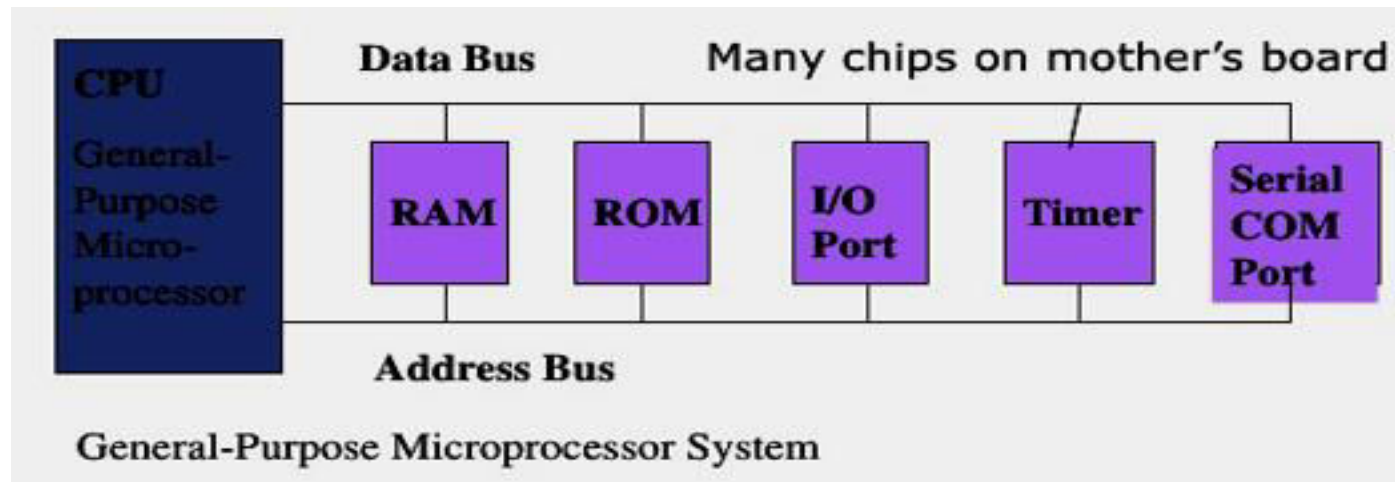 CPU
General-
Purpose
Micro-
processor
Data Bus
Many chips on mother's board
RAM
ROM
I/O
Port
Timer
Serial
COM
Port
Address Bus
General-Purpose Microprocessor System